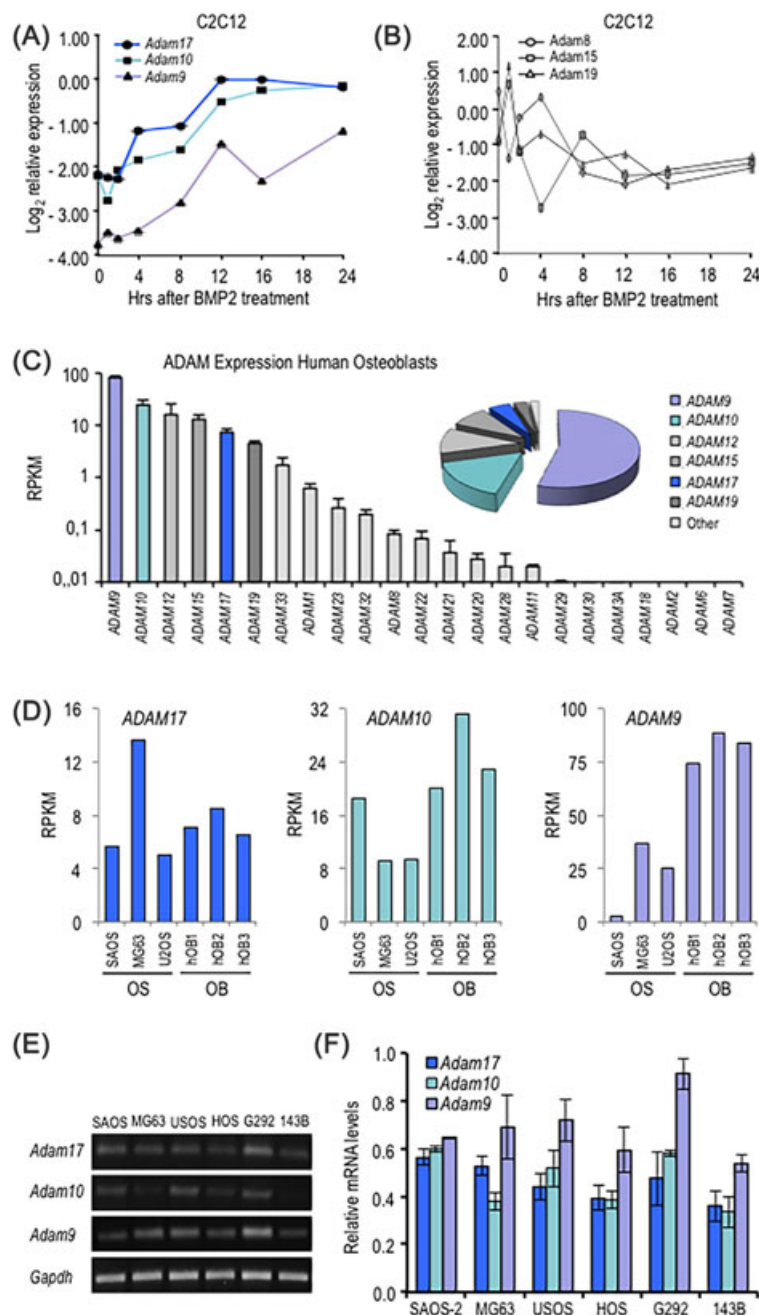 (A) C2C12
Adam17
Adam10
Adam9
1.00
0.00
- 1.00
- 2.00
- 3.00
- 4.00
Log2 relative expression
0 4 8 12 16 24
Hrs after BMP2 treatment
(B) C2C12
Adam8
Adam15
Adam19
2.00
1.00
0.00
-1.00
-2.00
-3.00
-4.00
Log2 relative expression
0 4 8 12 16 24
Hrs after BMP2 treatment
(C) ADAM Expression Human Osteoblasts
100
10
1
0,1
0,,01
RPKM
ADAM9 ADAM10 ADAM12 ADAM15 ADAM17 ADAM19 ADAM33 ADAM1 ADAM23 ADAM32 ADAM8 ADAM22 ADAM21 ADAM20 ADAM28 ADAM11 ADAM29 ADAM30 ADAM3A ADAM18 ADAM2 ADAM6 ADAM7
ADAM9
ADAM10
ADAM12
ADAM15
ADAM17
ADAM19
Other
(D) ADAM17
16
12
8
4
0
RPKM
SAOS MG63 U2OS hOB1 hOB2 hOB3
OS OB
ADAM10
32
24
16
8
0
RPKM
SAOS MG63 U2OS hOB1 hOB2 hOB3
OS OB
ADAM9
100
75
50
25
0
RPKM
SAOS MG63 U2OS hOB1 hOB2 hOB3
OS OB
(E)
SAOS MG63 USOS HOS G292 143B
Adam17
Adam10
Adam9
Gapdh
(F)
Adam17
Adam10
Adam9
1.0
0.8
0.6
0.4
0.2
0.0
Relative mRNA levels
SAOS-2 MG63 USOS HOS G292 143B